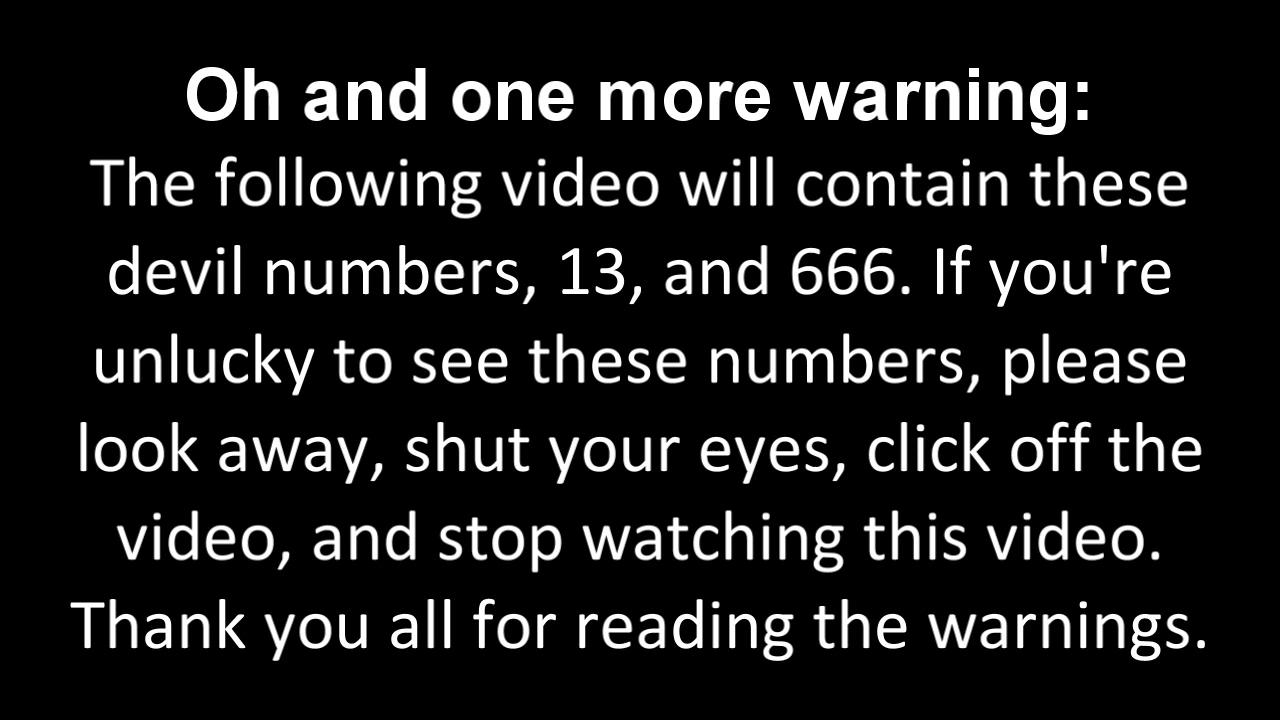 Oh and one more warning:
The following video will contain these
devil numbers, 13, and 666. If you're
unlucky to see these numbers, please
look away, shut your eyes, click off the
video, and stop watching this video.
Thank you all for reading the warnings.